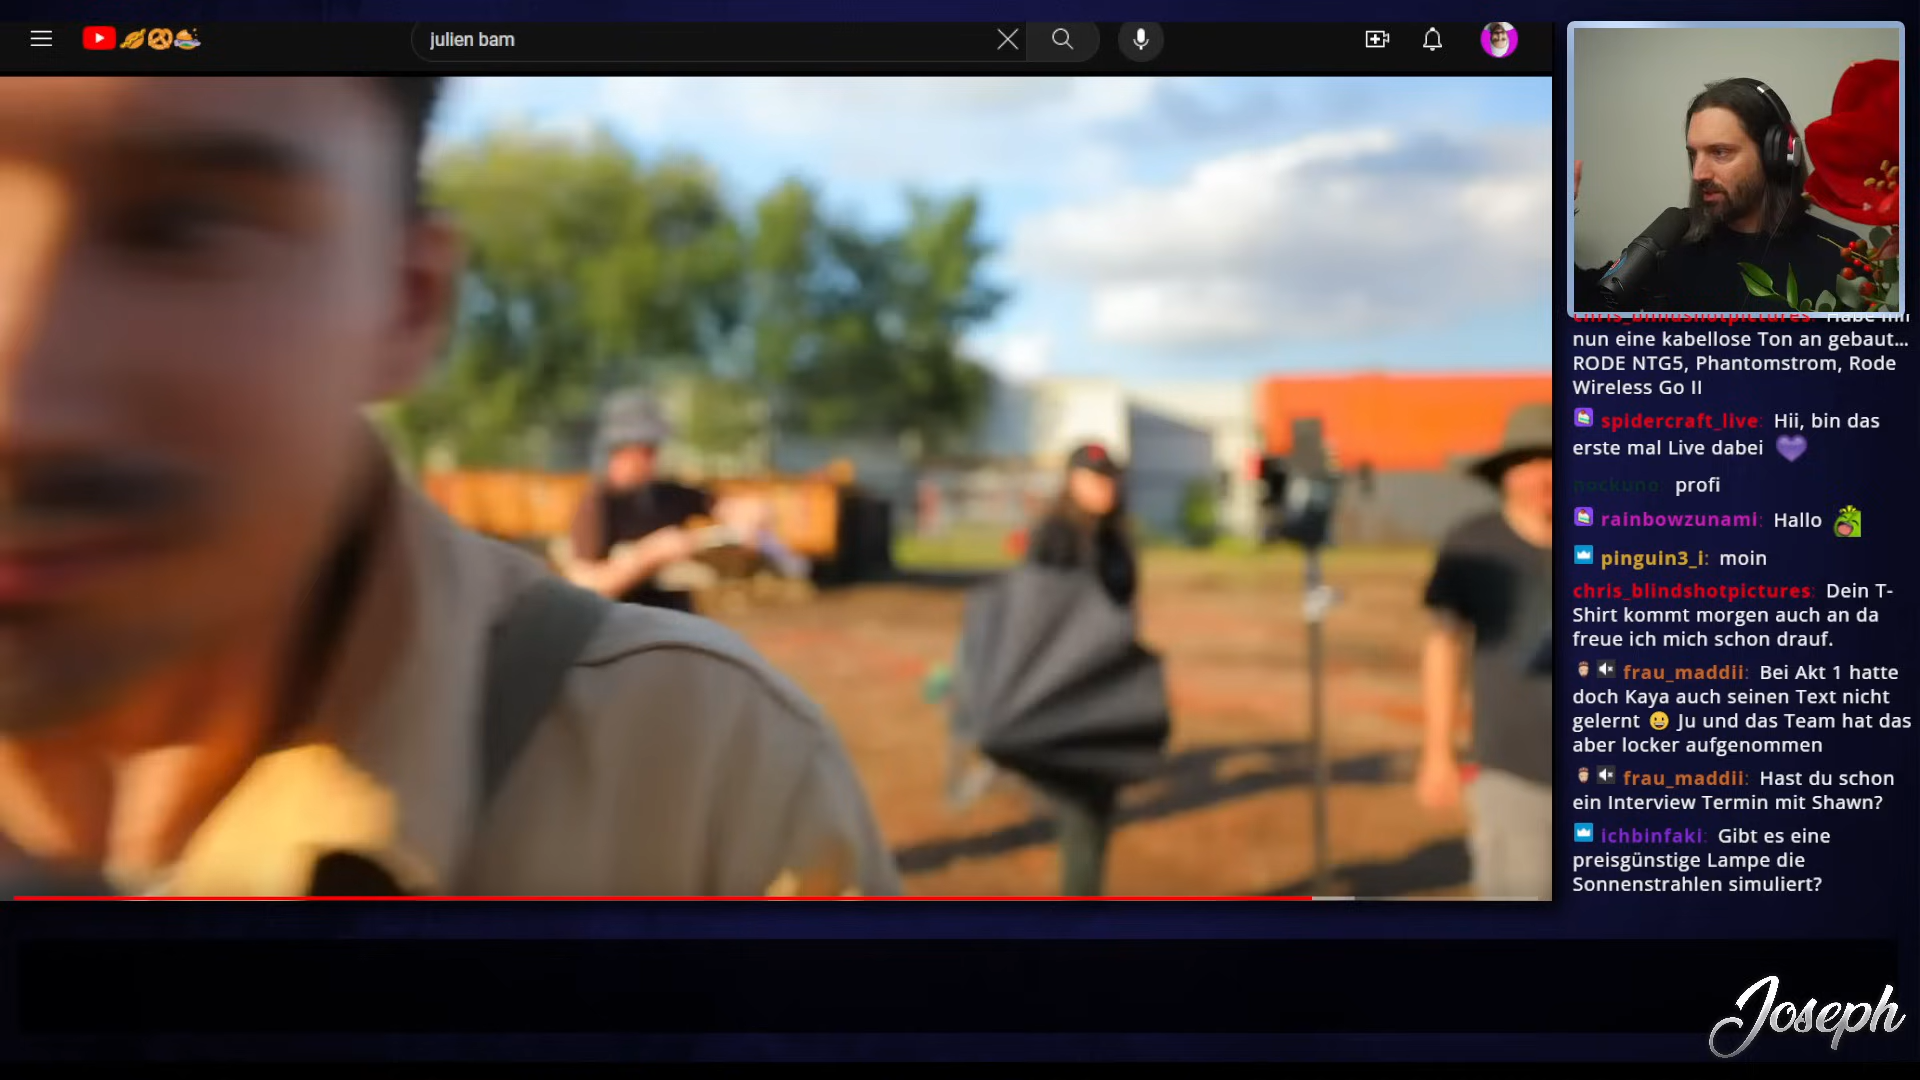 julien bam
chris_blindshotpictures: Habe mir
nun eine kabellose Ton an gebaut...
RODE NTG5, Phantomstrom, Rode
Wireless Go II
spidercraft_live: Hii, bin das
erste mal Live dabei
nockuno: profi
rainbowzunami: Hallo
pinguin3_i: moin
chris_blindshotpictures: Dein T-
Shirt kommt morgen auch an da
freue ich mich schon drauf.
frau_maddii: Bei Akt 1 hatte
doch Kaya auch seinen Text nicht
gelernt 😀 Ju und das Team hat das
aber locker aufgenommen
frau_maddii: Hast du schon
ein Interview Termin mit Shawn?
ichbinfaki: Gibt es eine
preisgünstige Lampe die
Sonnenstrahlen simuliert?
Joseph